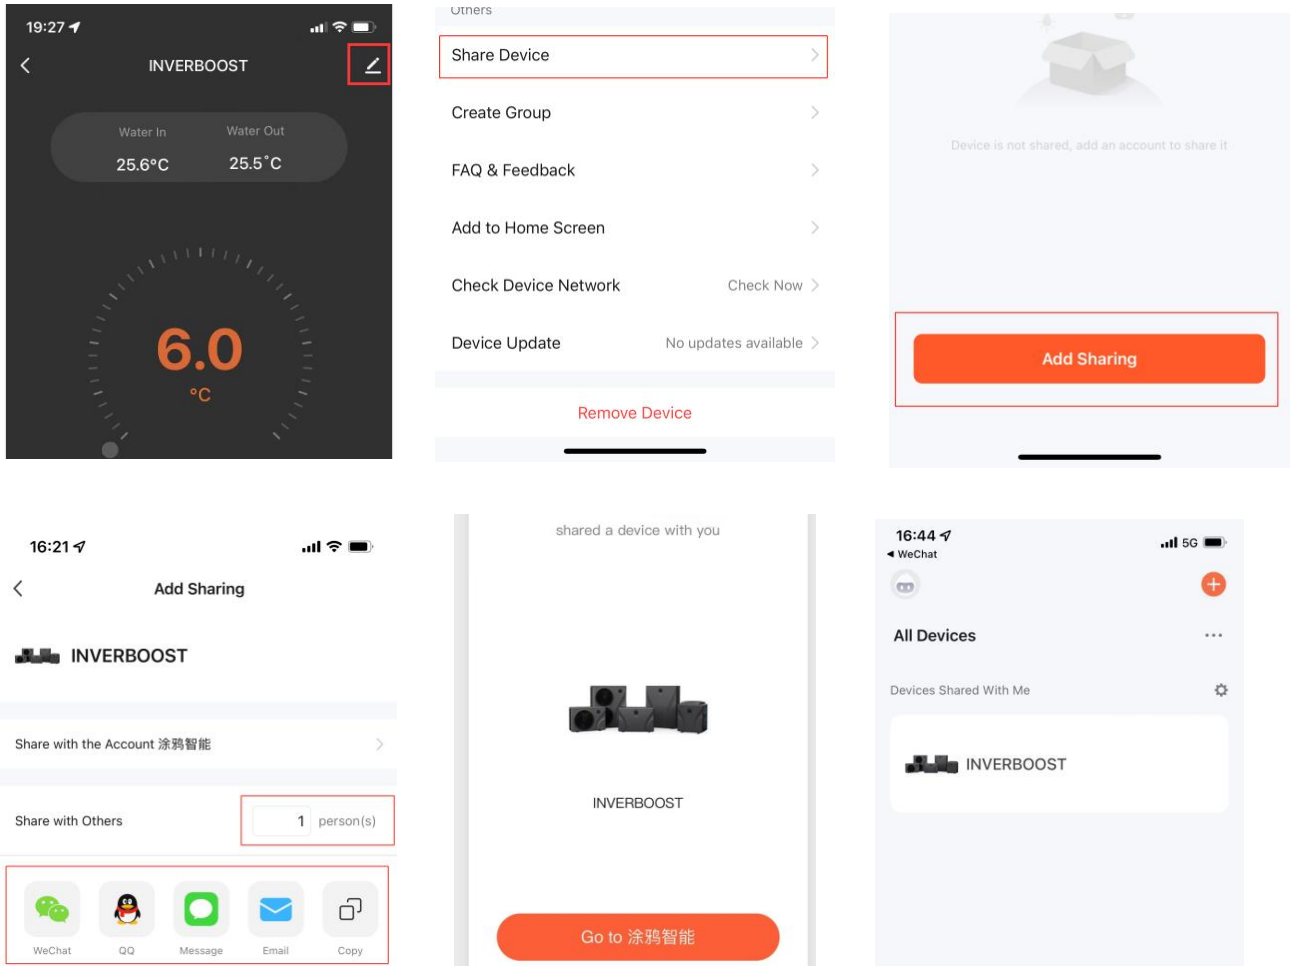 19:27
INVERBOOST
Water In
Water Out
25.6°C
25.5°C
6.0
°C
Others
Share Device
Create Group
FAQ & Feedback
Add to Home Screen
Check Device Network
Check Now
Device Update
No updates available
Remove Device
Device is not shared, add an account to share it
Add Sharing
16:21
Add Sharing
INVERBOOST
Share with the Account 涂鸦智能
Share with Others
1 person(s)
WeChat
QQ
Message
Email
Copy
shared a device with you
INVERBOOST
Go to 涂鸦智能
16:44
5G
◀ WeChat
All Devices
Devices Shared With Me
INVERBOOST